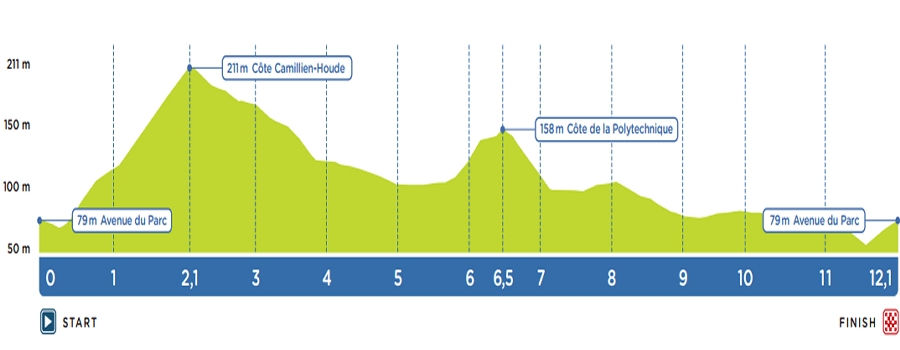 211 m
211 m Côte Camillien-Houde
150 m
158 m Côte de la Polytechnique
100 m
79 m Avenue du Parc
79 m Avenue du Parc
50 m
0 1 2,1 3 4 5 6 6,5 7 8 9 10 11 12,1
START
FINISH